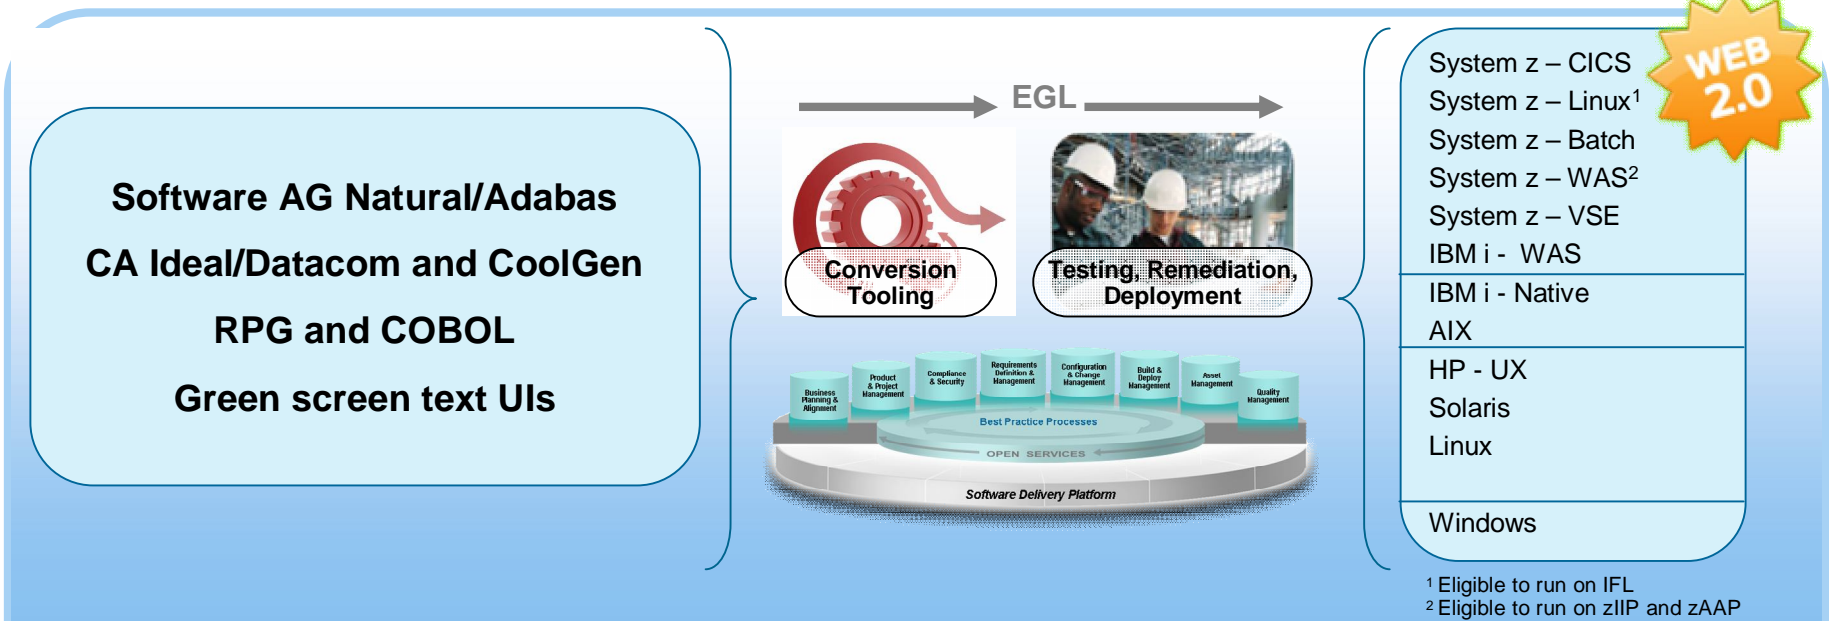 Software AG Natural/Adabas
CA Ideal/Datacom and CoolGen
RPG and COBOL
Green screen text UIs
EGL
Conversion
Tooling
Testing, Remediation,
Deployment
Business
Planning &
Alignment
Product
& Project
Management
Compliance
& Security
Requirements
Definition &
Management
Configuration
& Change
Management
Build &
Deploy
Management
Asset
Management
Quality
Management
Best Practice Processes
OPEN SERVICES
Software Delivery Platform
WEB
2.0
System z – CICS
System z – Linux¹
System z – Batch
System z – WAS²
System z – VSE
IBM i - WAS
IBM i - Native
AIX
HP - UX
Solaris
Linux
Windows
¹ Eligible to run on IFL
² Eligible to run on zIIP and zAAP